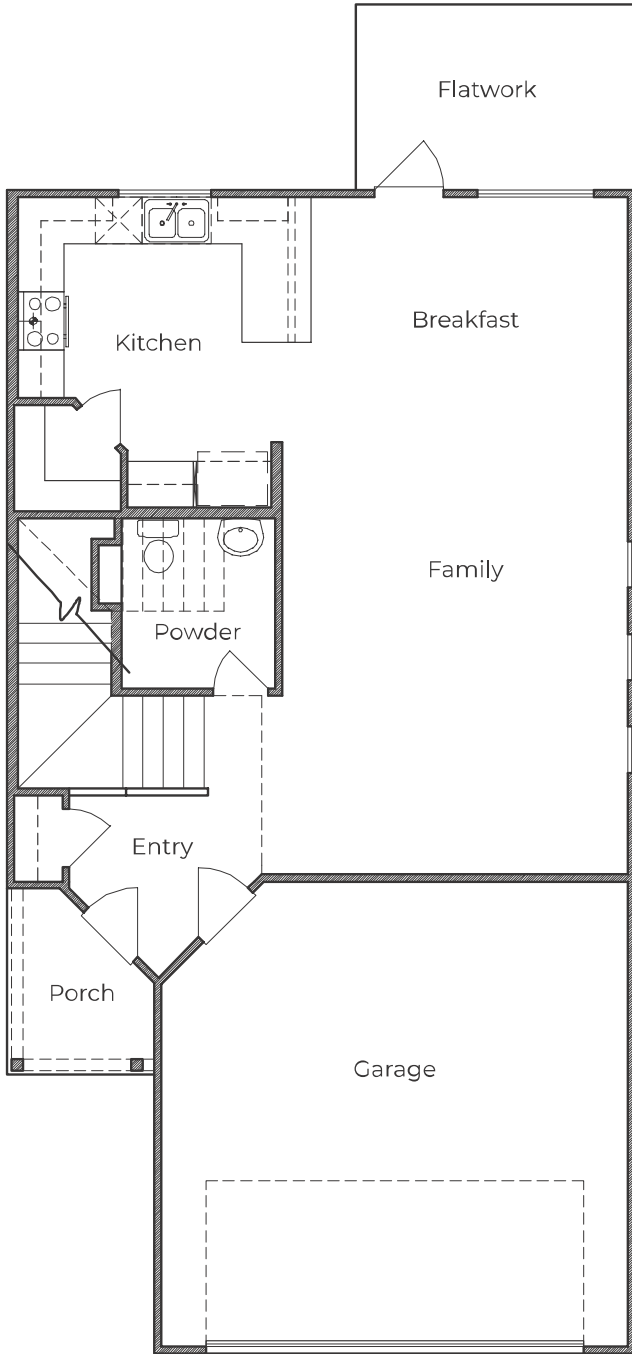 Flatwork
Breakfast
Kitchen
Family
Powder
Entry
Porch
Garage